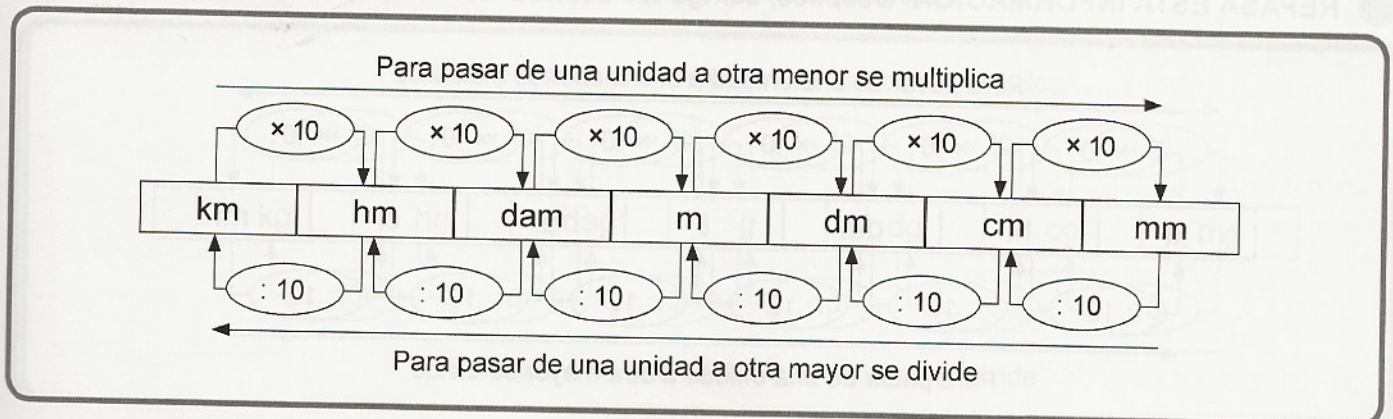 Para pasar de una unidad a otra menor se multiplica
× 10 × 10 × 10 × 10 × 10 × 10
km hm dam m dm cm mm
: 10 : 10 : 10 : 10 : 10 : 10
Para pasar de una unidad a otra mayor se divide